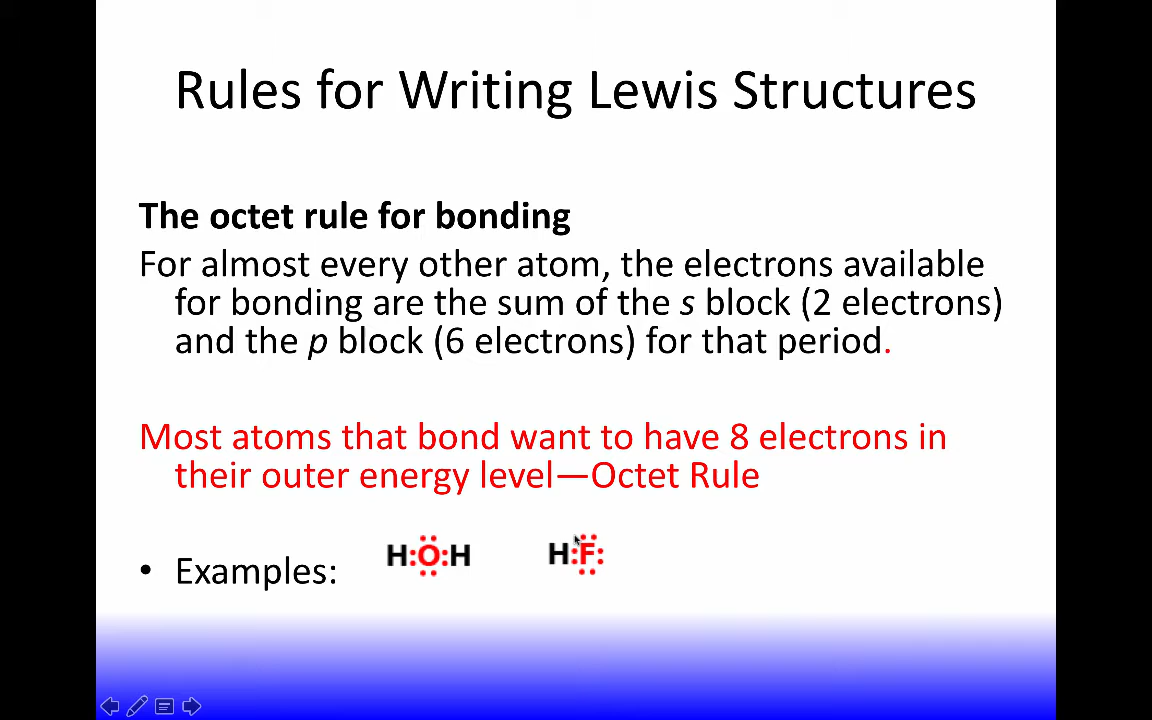 Rules for Writing Lewis Structures
The octet rule for bonding
For almost every other atom, the electrons available
for bonding are the sum of the s block (2 electrons)
and the p block (6 electrons) for that period.
Most atoms that bond want to have 8 electrons in
their outer energy level—Octet Rule
• Examples: H:O:H H:F: